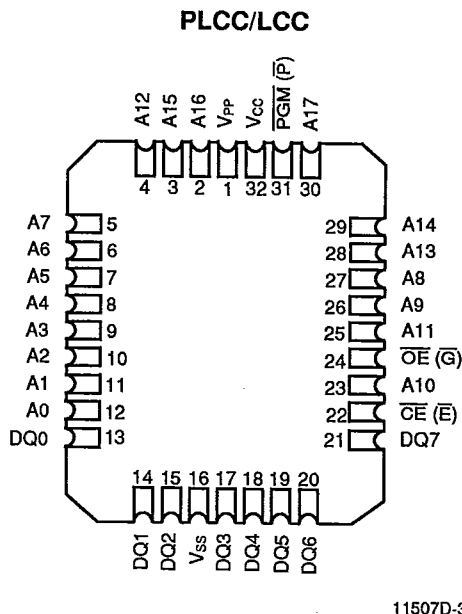 PLCC/LCC
A12 A15 A16 VPP VCC PGM (P) A17
4 3 2 1 32 31 30
A7 5 29 A14
A6 6 28 A13
A5 7 27 A8
A4 8 26 A9
A3 9 25 A11
A2 10 24 OE (G)
A1 11 23 A10
A0 12 22 CE (E)
DQ0 13 21 DQ7
14 15 16 17 18 19 20
DQ1 DQ2 VSS DQ3 DQ4 DQ5 DQ6